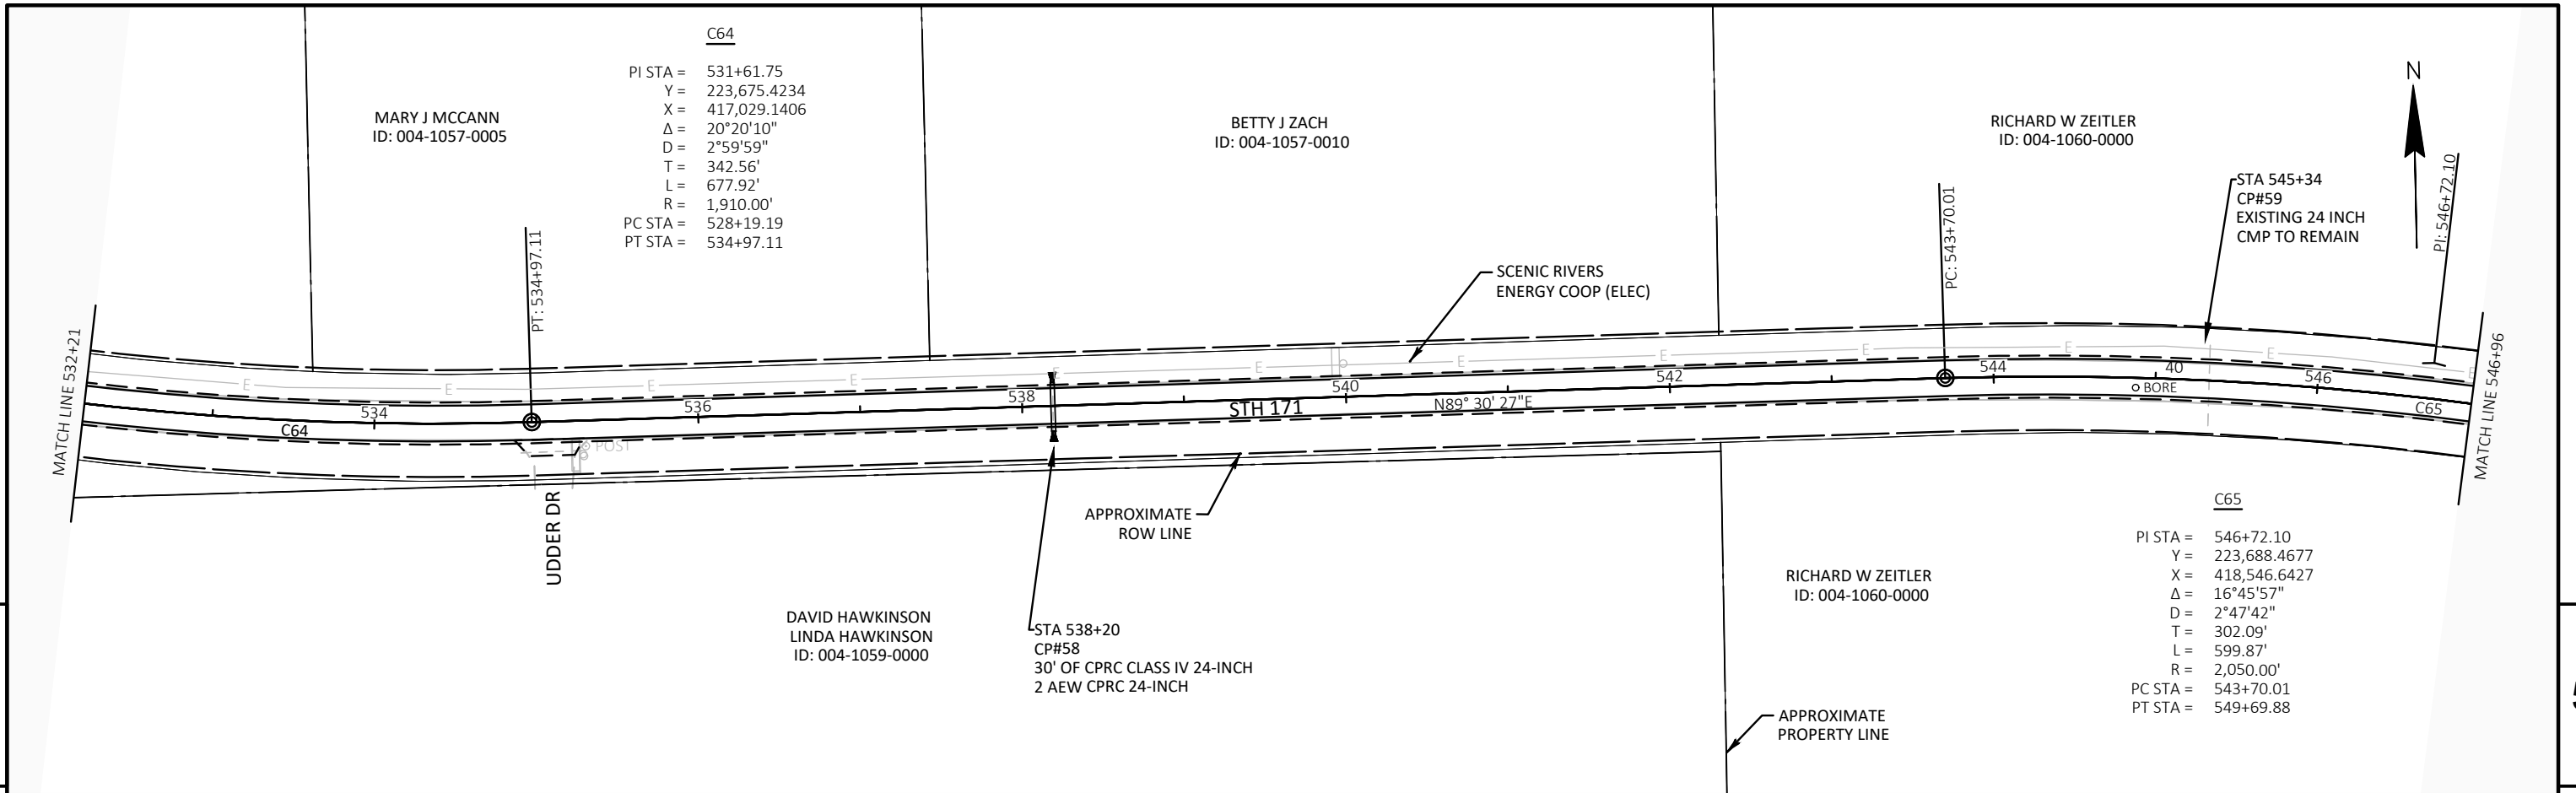 C64
PI STA = 531+61.75
Y = 223,675.4234
X = 417,029.1406
Δ = 20°20'10"
D = 2°59'59"
T = 342.56'
L = 677.92'
R = 1,910.00'
PC STA = 528+19.19
PT STA = 534+97.11
MARY J MCCANN
ID: 004-1057-0005
BETTY J ZACH
ID: 004-1057-0010
RICHARD W ZEITLER
ID: 004-1060-0000
N
STA 545+34
CP#59
EXISTING 24 INCH
CMP TO REMAIN
PI: 546+72.10
PT: 534+97.11
PC: 543+70.01
SCENIC RIVERS
ENERGY COOP (ELEC)
MATCH LINE 532+21
MATCH LINE 546+96
E E E E E E E E E E E E
534
536
538
540
542
544
40
546
BORE
C64
STH 171
N89° 30' 27"E
C65
POST
UDDER DR
APPROXIMATE
ROW LINE
DAVID HAWKINSON
LINDA HAWKINSON
ID: 004-1059-0000
STA 538+20
CP#58
30' OF CPRC CLASS IV 24-INCH
2 AEW CPRC 24-INCH
RICHARD W ZEITLER
ID: 004-1060-0000
APPROXIMATE
PROPERTY LINE
C65
PI STA = 546+72.10
Y = 223,688.4677
X = 418,546.6427
Δ = 16°45'57"
D = 2°47'42"
T = 302.09'
L = 599.87'
R = 2,050.00'
PC STA = 543+70.01
PT STA = 549+69.88